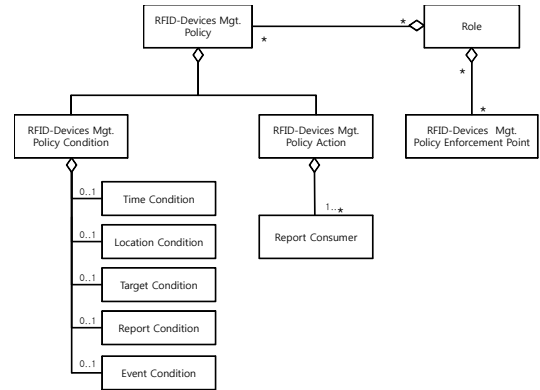 RFID-Devices Mgt.
Policy
*
*
Role
*
*
RFID-Devices Mgt.
Policy Condition
RFID-Devices Mgt.
Policy Action
RFID-Devices Mgt.
Policy Enforcement Point
0..1
Time Condition
0..1
Location Condition
0..1
Target Condition
0..1
Report Condition
0..1
Event Condition
1..*
Report Consumer